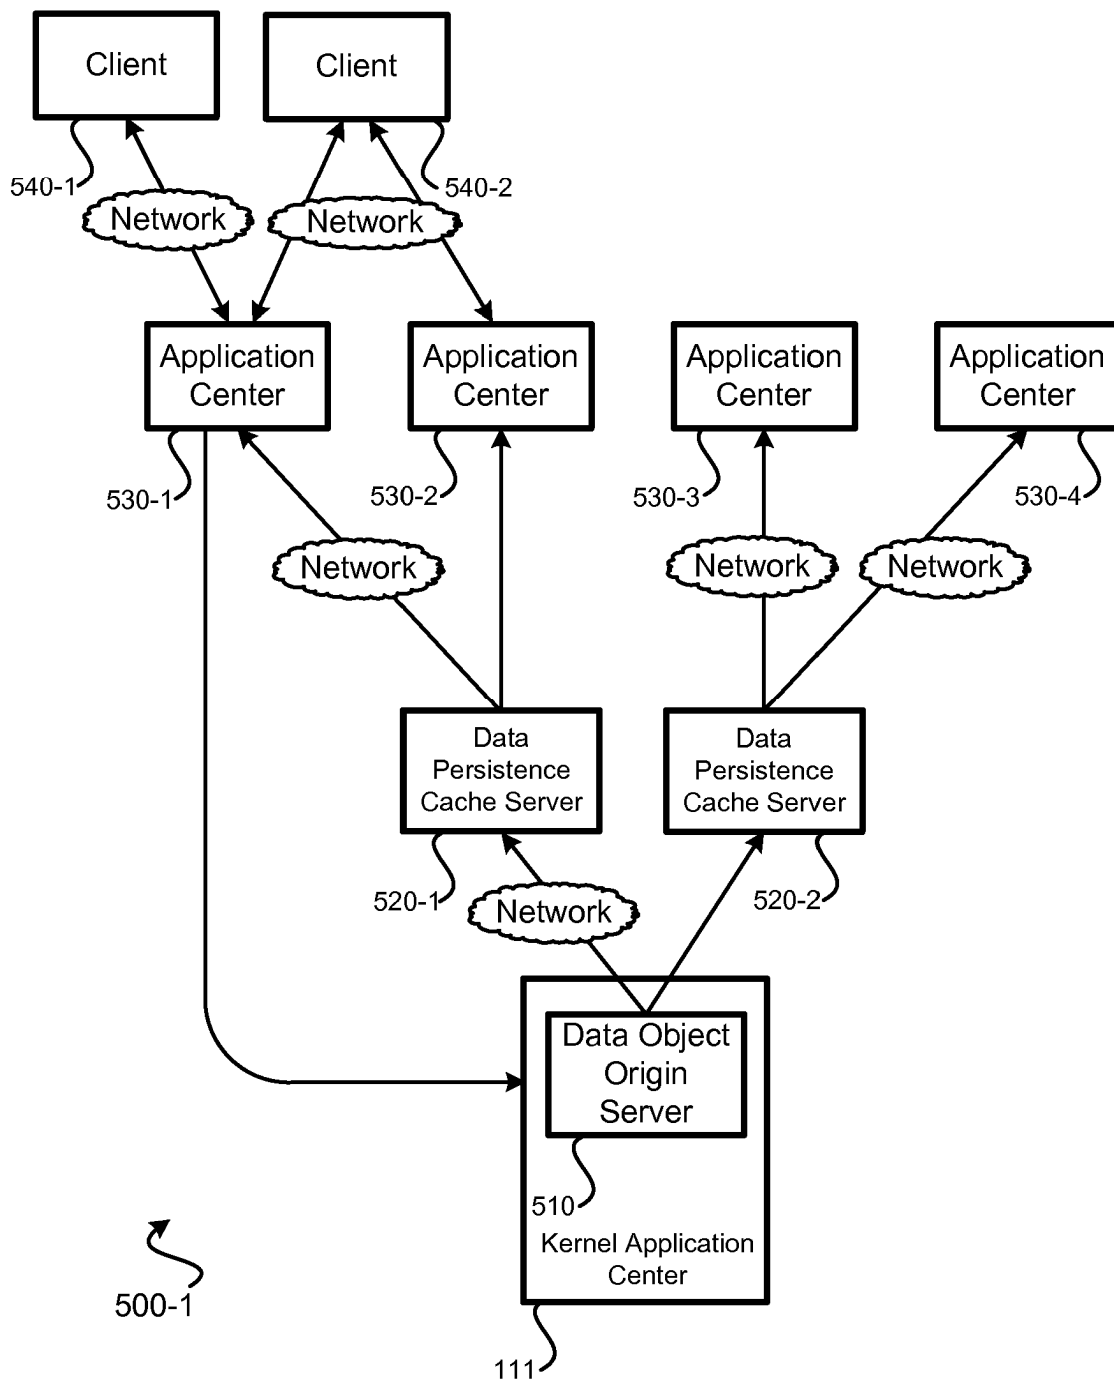 Client
Client
540-1
540-2
Network
Network
Application
Center
Application
Center
Application
Center
Application
Center
530-1
530-2
530-3
530-4
Network
Network
Network
Data
Persistence
Cache Server
Data
Persistence
Cache Server
520-1
520-2
Network
Data Object
Origin
Server
510
Kernel Application
Center
500-1
111